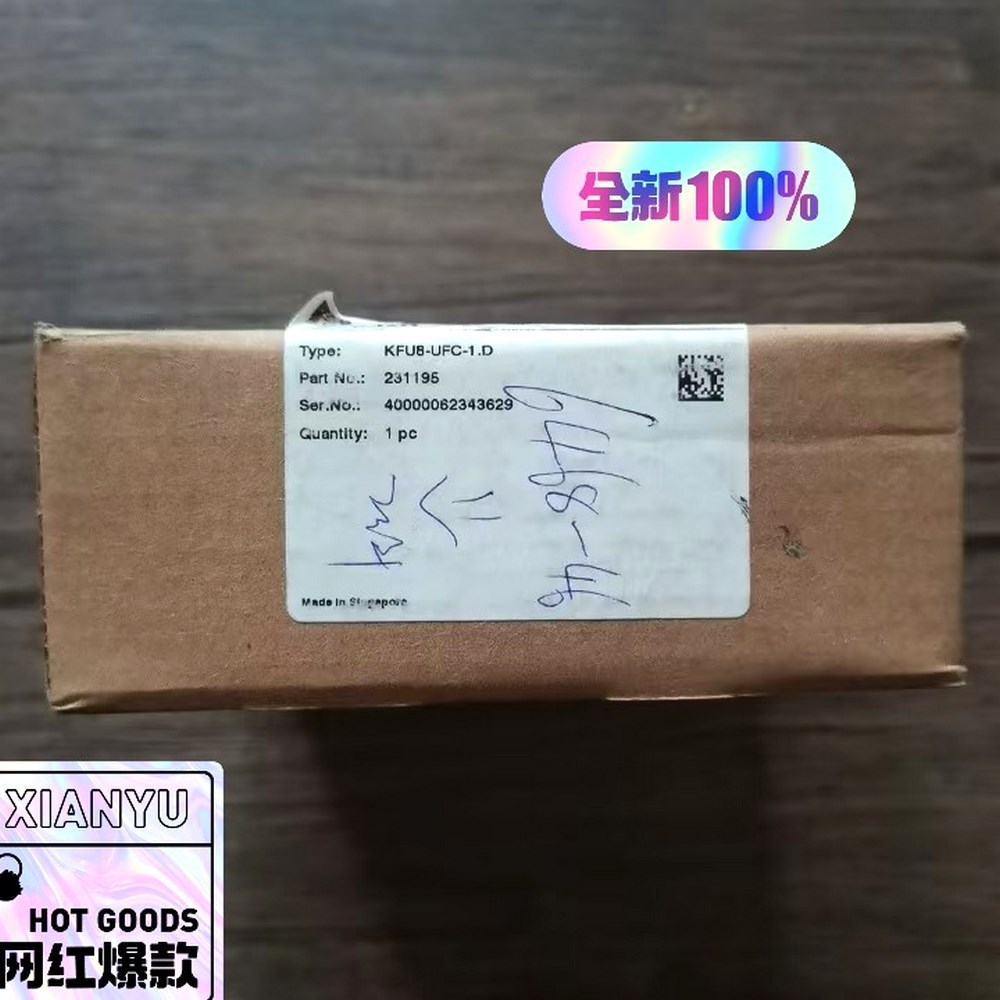 全新100%
Type: KFU8-UFC-1.D
Part No.: 231195
Ser.No.: 40000062343629
Quantity: 1 pc
Made in Singapore
XIANYU
HOT GOODS
网红爆款